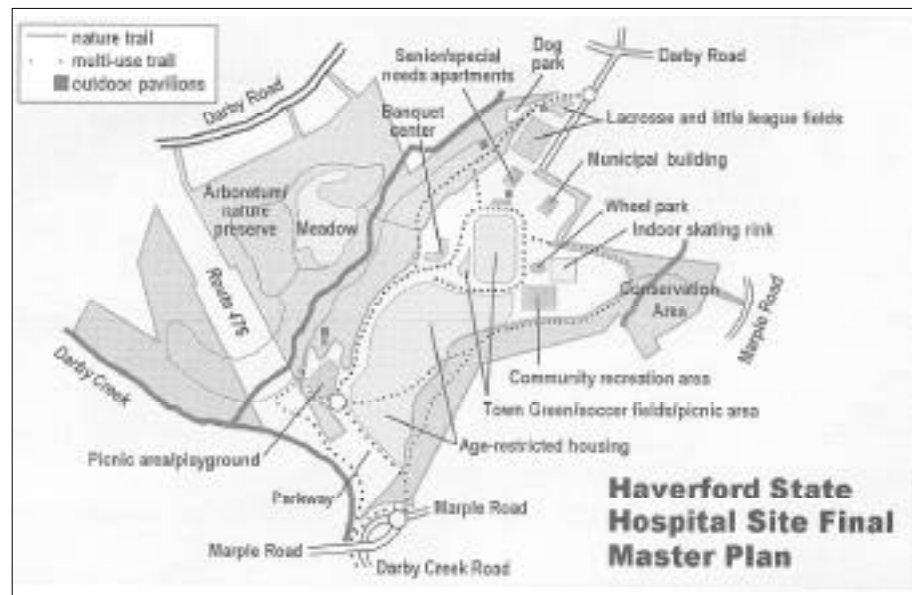 nature trail
multi-use trail
outdoor pavilions
Darby Road
Senior/special
needs apartments
Dog
park
Darby Road
Banquet
center
Lacrosse and little league fields
Municipal building
Arboretum/
nature
preserve
Meadow
Wheel park
Indoor skating rink
Conservation
Area
Route 476
Marple Road
Darby Creek
Community recreation area
Town Green/soccer fields/picnic area
Age-restricted housing
Picnic area/playground
Parkway
Marple Road
Marple Road
Darby Creek Road
Haverford State
Hospital Site Final
Master Plan